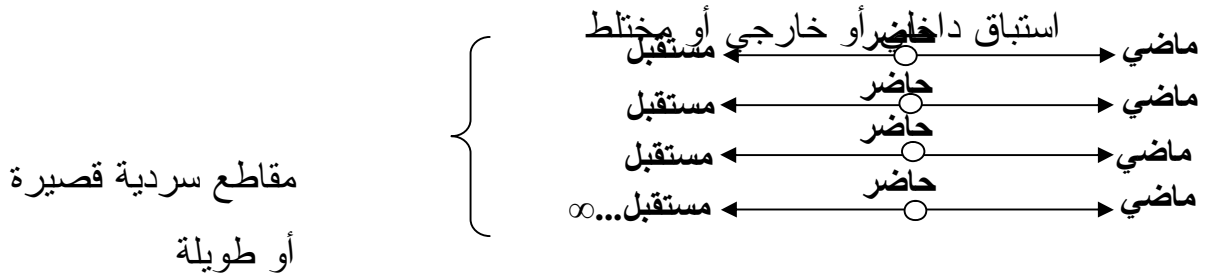 استباق داخلي أو خارجي أو مختلط
ماضي حاضر مستقبل
ماضي حاضر مستقبل
ماضي حاضر مستقبل
ماضي حاضر مستقبل...∞
مقاطع سردية قصيرة
أو طويلة